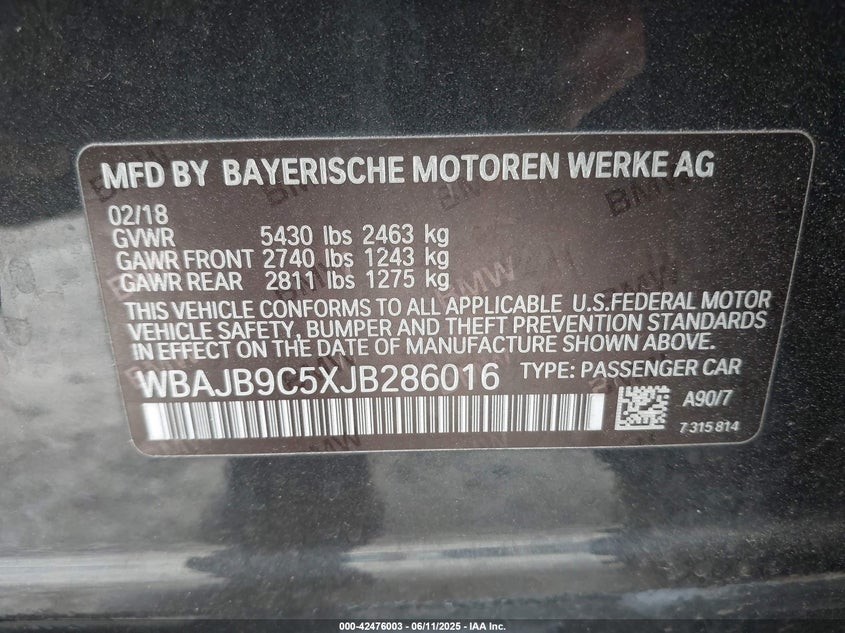 MFD BY BAYERISCHE MOTOREN WERKE AG
02/18
GVWR 5430 lbs 2463 kg
GAWR FRONT 2740 lbs 1243 kg
GAWR REAR 2811 lbs 1275 kg
THIS VEHICLE CONFORMS TO ALL APPLICABLE U.S.FEDERAL MOTOR
VEHICLE SAFETY, BUMPER AND THEFT PREVENTION STANDARDS
IN EFFECT ON THE DATE OF MANUFACTURE SHOWN ABOVE.
WBAJB9C5XJB286016 TYPE: PASSENGER CAR
A90/7
7 315 814
000-42476003 - 06/11/2025 - IAA Inc.